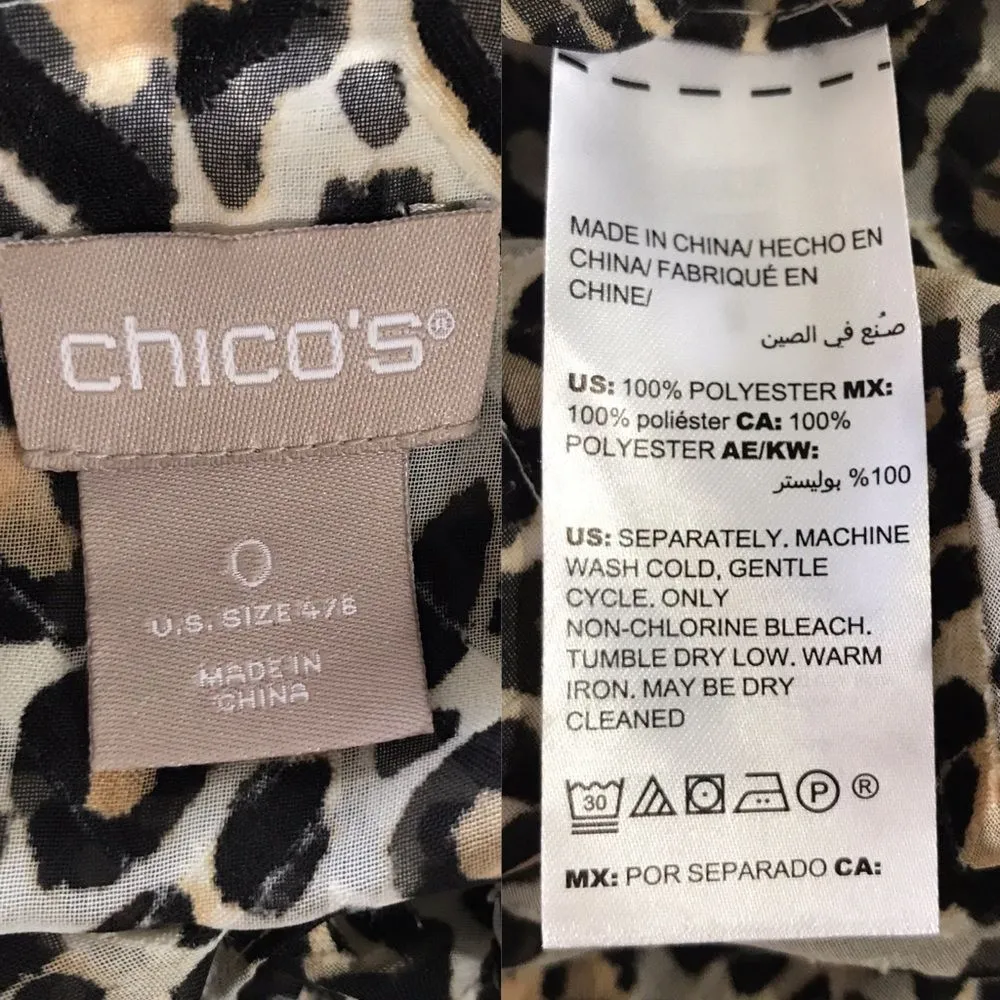 chico's®
0
U.S. SIZE 4/6
MADE IN
CHINA
MADE IN CHINA/ HECHO EN
CHINA/ FABRIQUÉ EN
CHINE/
صُنع في الصين
US: 100% POLYESTER MX:
100% poliéster CA: 100%
POLYESTER AE/KW:
100% بوليستر
US: SEPARATELY. MACHINE
WASH COLD, GENTLE
CYCLE. ONLY
NON-CHLORINE BLEACH.
TUMBLE DRY LOW. WARM
IRON. MAY BE DRY
CLEANED
30 P ®
MX: POR SEPARADO CA: